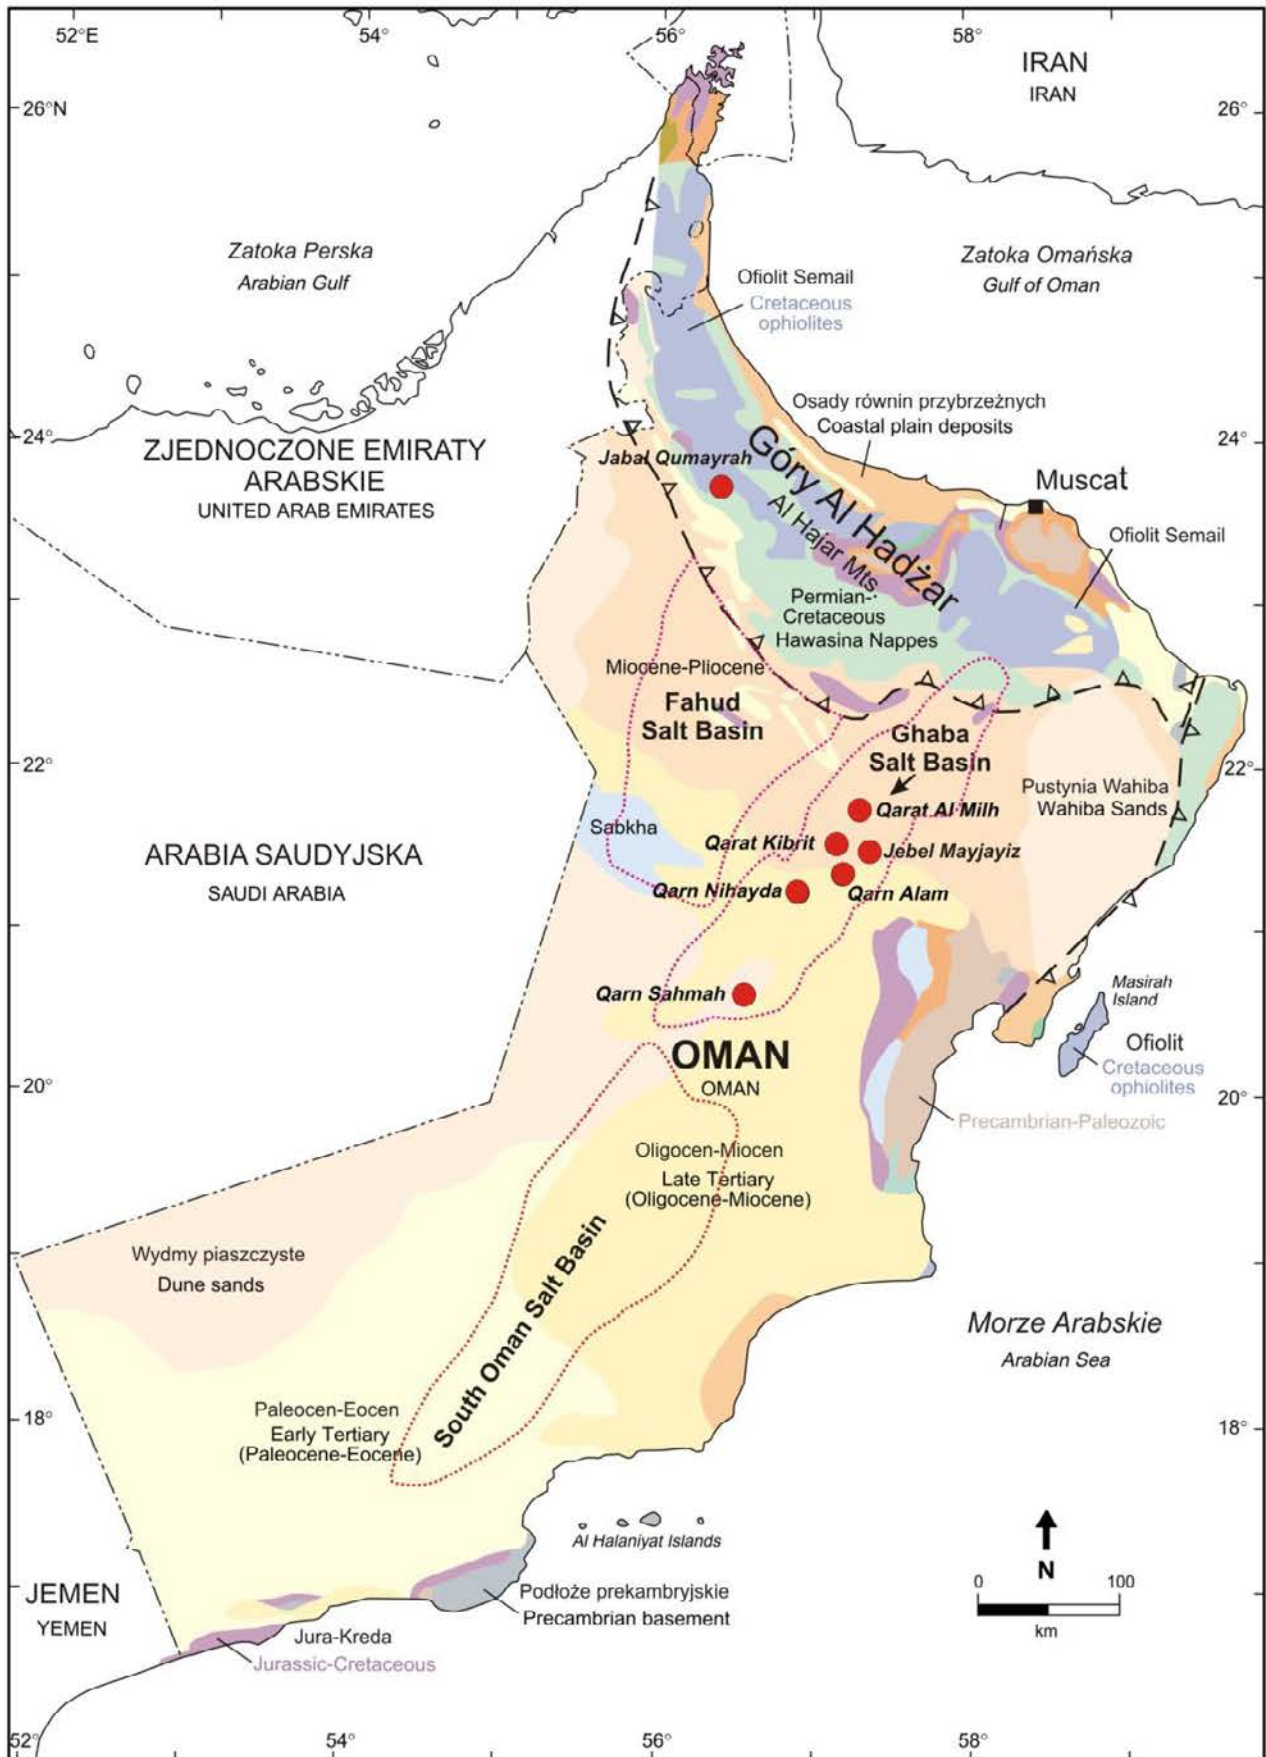 52°E
54°
56°
58°
IRAN
IRAN
26°N
26°
Zatoka Perska
Arabian Gulf
Zatoka Omańska
Gulf of Oman
Ofiolit Semail
Cretaceous
ophiolites
Osady równin przybrzeżnych
Coastal plain deposits
24°
24°
ZJEDNOCZONE EMIRATY
ARABSKIE
UNITED ARAB EMIRATES
Jabal Qumayrah
Góry Al Hadżar
Al Hajar Mts
Muscat
Ofiolit Semail
Permian-
Cretaceous
Hawasina Nappes
Miocene-Pliocene
Fahud
Salt Basin
Ghaba
Salt Basin
22°
22°
Pustynia Wahiba
Wahiba Sands
Sabkha
Qarat Al Milh
Qarat Kibrit
Jebel Mayjayiz
Qarn Nihayda
Qarn Alam
ARABIA SAUDYJSKA
SAUDI ARABIA
Qarn Sahmah
Masirah
Island
OMAN
OMAN
Ofiolit
Cretaceous
ophiolites
20°
20°
Precambrian-Paleozoic
Oligocen-Miocen
Late Tertiary
(Oligocene-Miocene)
South Oman Salt Basin
Wydmy piaszczyste
Dune sands
Morze Arabskie
Arabian Sea
18°
18°
Paleocen-Eocen
Early Tertiary
(Paleocene-Eocene)
Al Halaniyat Islands
N
0 100
km
JEMEN
YEMEN
Podłoże prekambryjskie
Precambrian basement
Jura-Kreda
Jurassic-Cretaceous
52°
54°
56°
58°